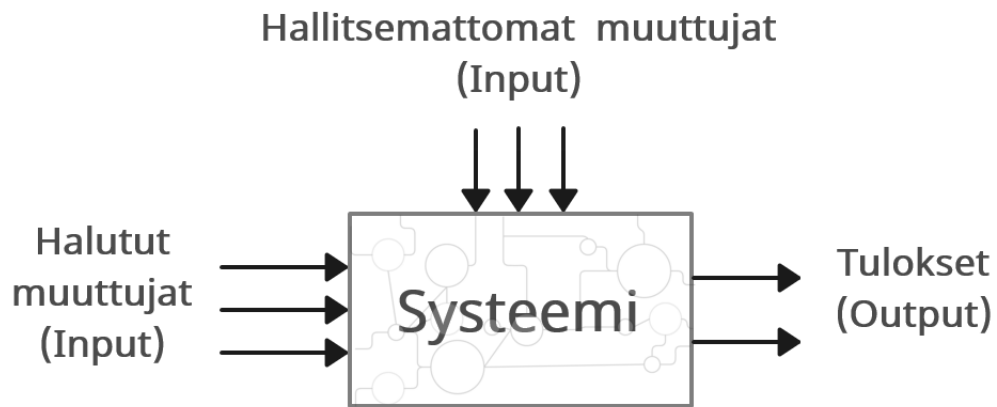 Hallitsemattomat muuttujat
(Input)
Halutut
muuttujat
(Input)
Systeemi
Tulokset
(Output)